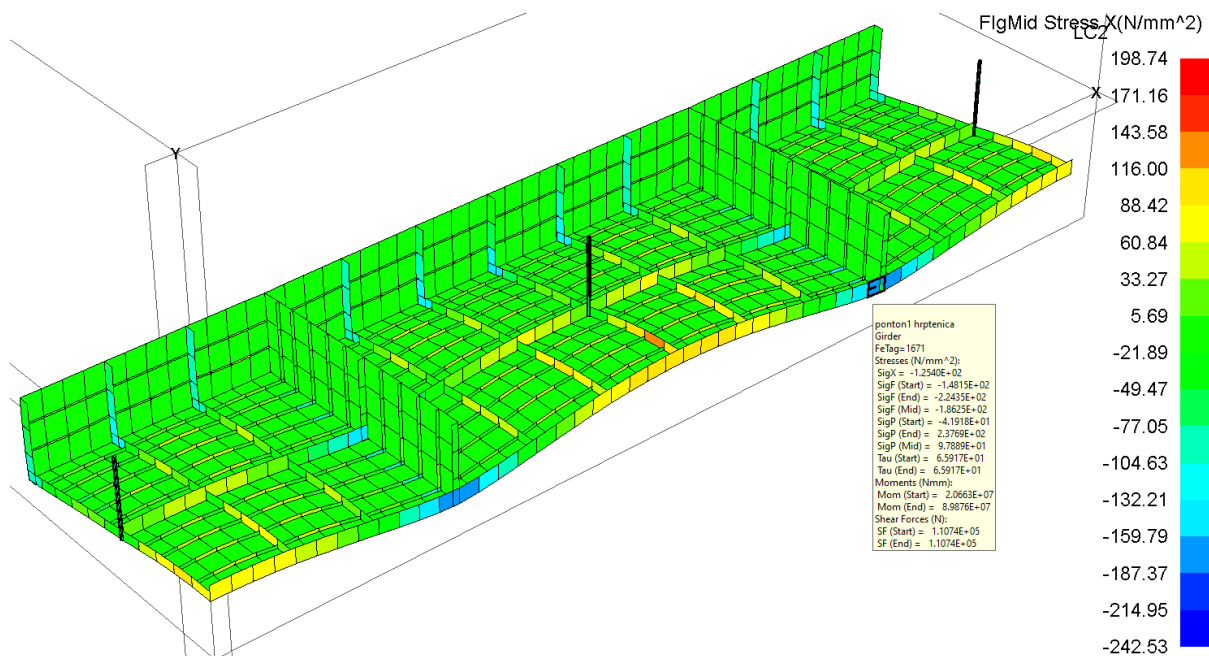 FlgMid Stress X(N/mm^2)
LC2
198.74
171.16
143.58
116.00
88.42
60.84
33.27
5.69
-21.89
-49.47
-77.05
-104.63
-132.21
-159.79
-187.37
-214.95
-242.53
X
Y
ponton1 hrptenica
Girder
FeTag=1671
Stresses (N/mm^2):
SigX = -1.2540E+02
SigF (Start) = -1.4815E+02
SigF (End) = -2.2435E+02
SigF (Mid) = -1.8625E+02
SigP (Start) = -4.1918E+01
SigP (End) = 2.3769E+02
SigP (Mid) = 9.7889E+01
Tau (Start) = 6.5917E+01
Tau (End) = 6.5917E+01
Moments (Nmm):
Mom (Start) = 2.0663E+07
Mom (End) = 8.9876E+07
Shear Forces (N):
SF (Start) = 1.1074E+05
SF (End) = 1.1074E+05